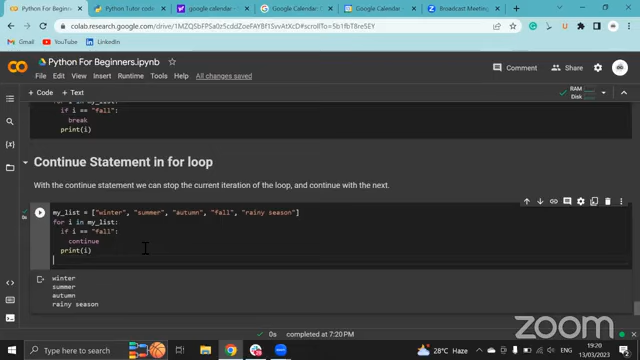 Python For Beginners
Python Tutor code
google.calendar -
Google Calendar -
Google calendar -
Broadcast Meeting
colab.research.google.com/drive/1MZQSbFPSa0z5cddZoEFAYBf1SvvAtXcD#scrollTo=5b1fbT8re5EY
Gmail
YouTube
LinkedIn
Python For Beginners.ipynb
File Edit View Insert Runtime Tools Help All changes saved
Comment
Share
+ Code + Text
RAM
Disk
for i in my_list:
if i == "fall":
break
print(i)
Continue Statement in for loop
With the continue statement we can stop the current iteration of the loop, and continue with the next.
0s
my_list = ["winter", "summer", "autumn", "fall", "rainy season"]
for i in my_list:
if i == "fall":
continue
print(i)
winter
summer
autumn
rainy season
0s completed at 7:20 PM
zoom
Type here to search
28°C Haze
ENG
19:20
13/03/2023